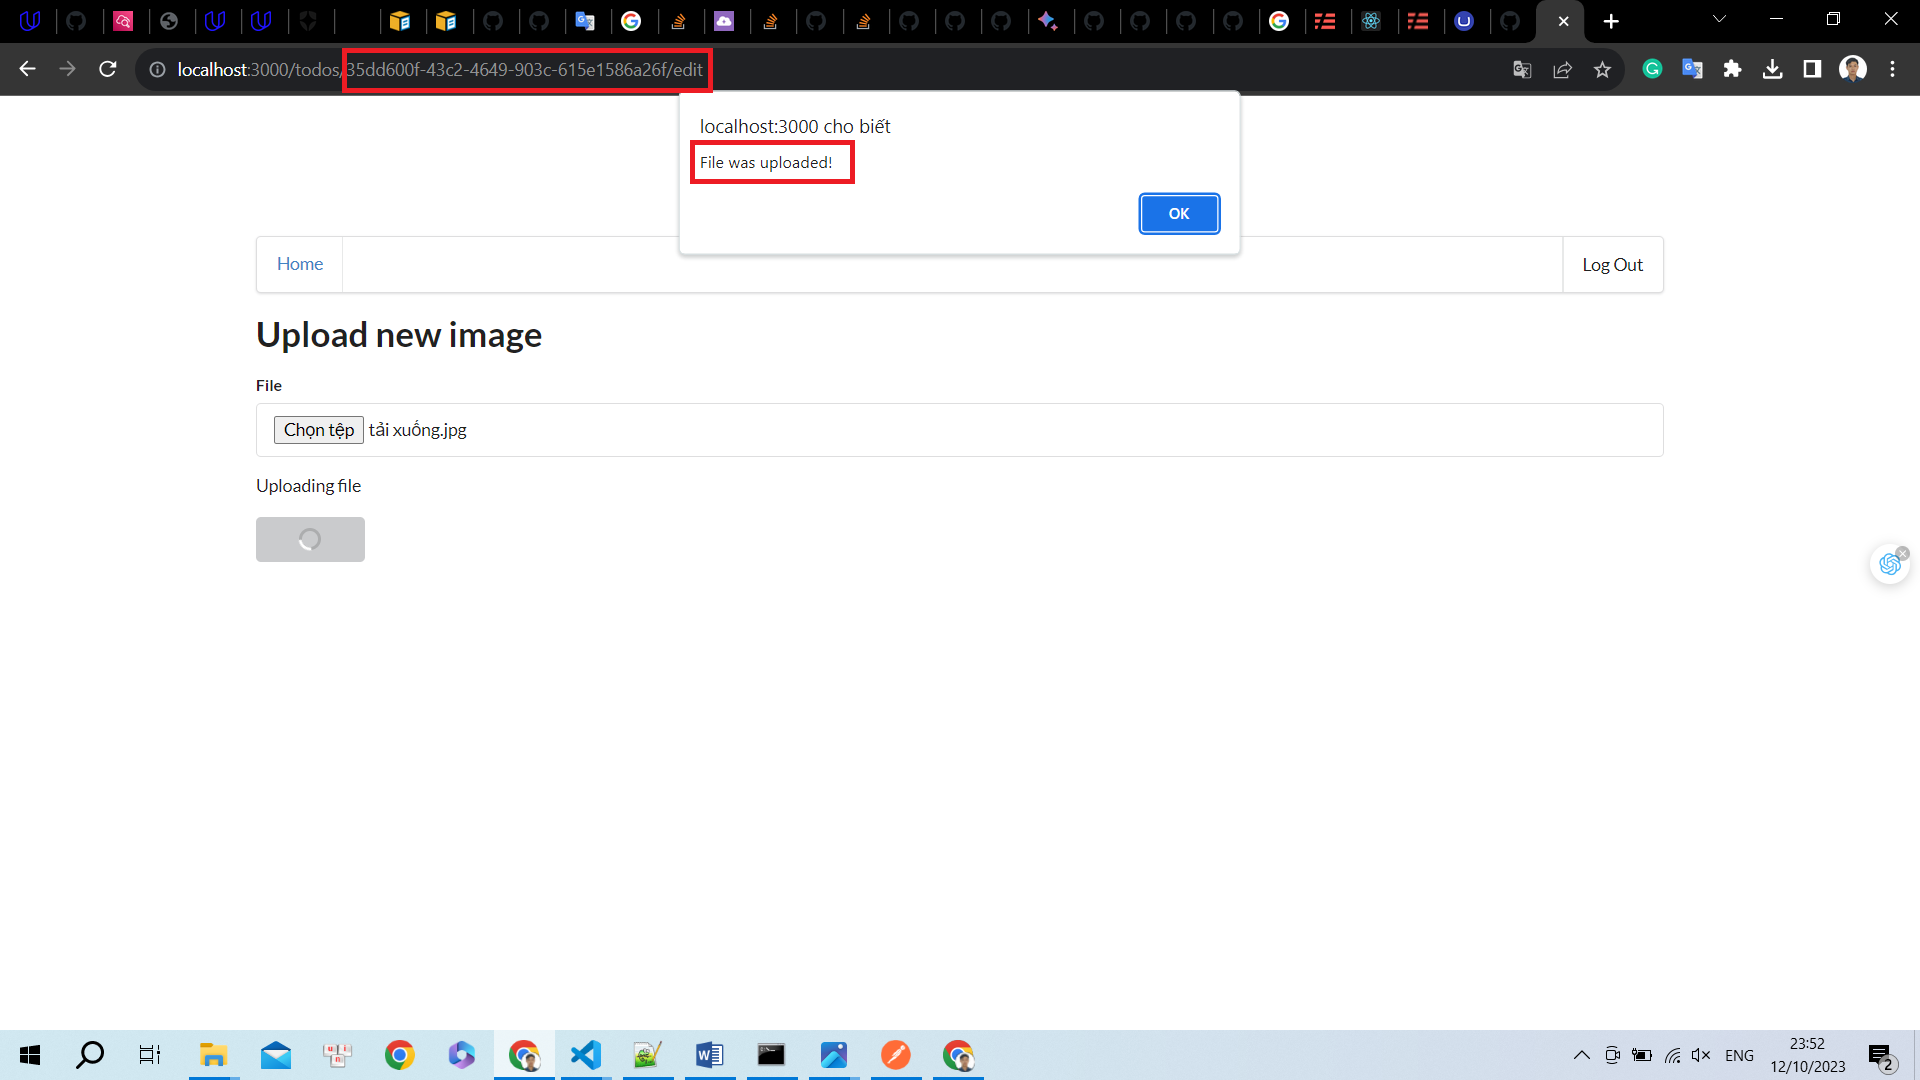 localhost:3000/todos/35dd600f-43c2-4649-903c-615e1586a26f/edit
localhost:3000 cho biết
File was uploaded!
OK
Home
Log Out
Upload new image
File
Chọn tệp tải xuống.jpg
Uploading file
ENG
23:52
12/10/2023
2